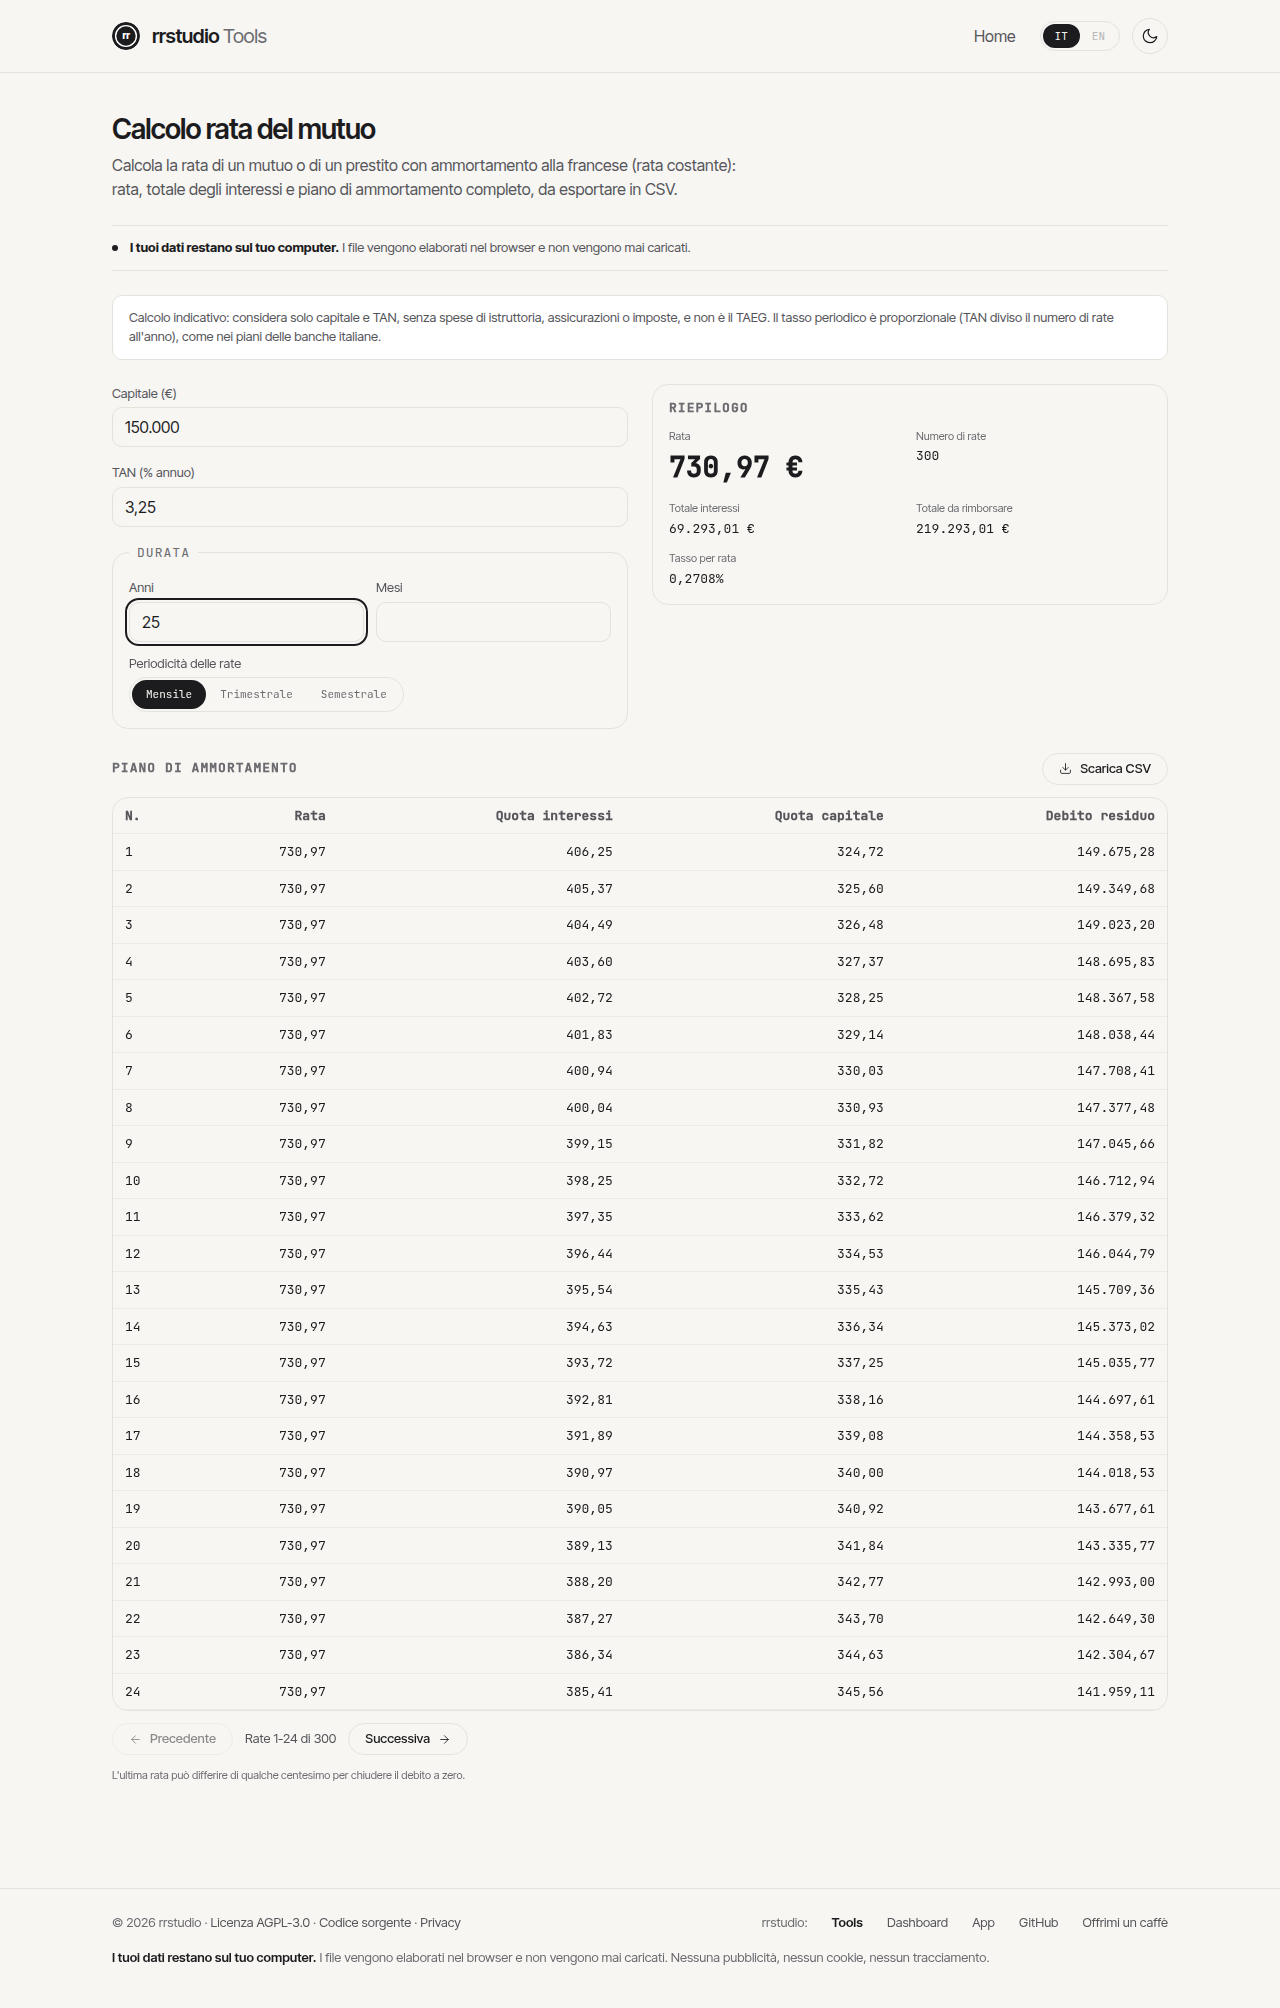 rr rrstudio Tools
Home
IT EN
Calcolo rata del mutuo
Calcola la rata di un mutuo o di un prestito con ammortamento alla francese (rata costante):
rata, totale degli interessi e piano di ammortamento completo, da esportare in CSV.
I tuoi dati restano sul tuo computer. I file vengono elaborati nel browser e non vengono mai caricati.
Calcolo indicativo: considera solo capitale e TAN, senza spese di istruttoria, assicurazioni o imposte, e non è il TAEG. Il tasso periodico è proporzionale (TAN diviso il numero di rate
all'anno), come nei piani delle banche italiane.
Capitale (€)
150.000
TAN (% annuo)
3,25
DURATA
Anni Mesi
25
Periodicità delle rate
Mensile Trimestrale Semestrale
RIEPILOGO
Rata Numero di rate
730,97 € 300
Totale interessi Totale da rimborsare
69.293,01 € 219.293,01 €
Tasso per rata
0,2708%
PIANO DI AMMORTAMENTO
Scarica CSV
N. Rata Quota interessi Quota capitale Debito residuo
1 730,97 406,25 324,72 149.675,28
2 730,97 405,37 325,60 149.349,68
3 730,97 404,49 326,48 149.023,20
4 730,97 403,60 327,37 148.695,83
5 730,97 402,72 328,25 148.367,58
6 730,97 401,83 329,14 148.038,44
7 730,97 400,94 330,03 147.708,41
8 730,97 400,04 330,93 147.377,48
9 730,97 399,15 331,82 147.045,66
10 730,97 398,25 332,72 146.712,94
11 730,97 397,35 333,62 146.379,32
12 730,97 396,44 334,53 146.044,79
13 730,97 395,54 335,43 145.709,36
14 730,97 394,63 336,34 145.373,02
15 730,97 393,72 337,25 145.035,77
16 730,97 392,81 338,16 144.697,61
17 730,97 391,89 339,08 144.358,53
18 730,97 390,97 340,00 144.018,53
19 730,97 390,05 340,92 143.677,61
20 730,97 389,13 341,84 143.335,77
21 730,97 388,20 342,77 142.993,00
22 730,97 387,27 343,70 142.649,30
23 730,97 386,34 344,63 142.304,67
24 730,97 385,41 345,56 141.959,11
← Precedente Rate 1-24 di 300 Successiva →
L'ultima rata può differire di qualche centesimo per chiudere il debito a zero.
© 2026 rrstudio · Licenza AGPL-3.0 · Codice sorgente · Privacy
rrstudio: Tools Dashboard App GitHub Offrimi un caffè
I tuoi dati restano sul tuo computer. I file vengono elaborati nel browser e non vengono mai caricati. Nessuna pubblicità, nessun cookie, nessun tracciamento.